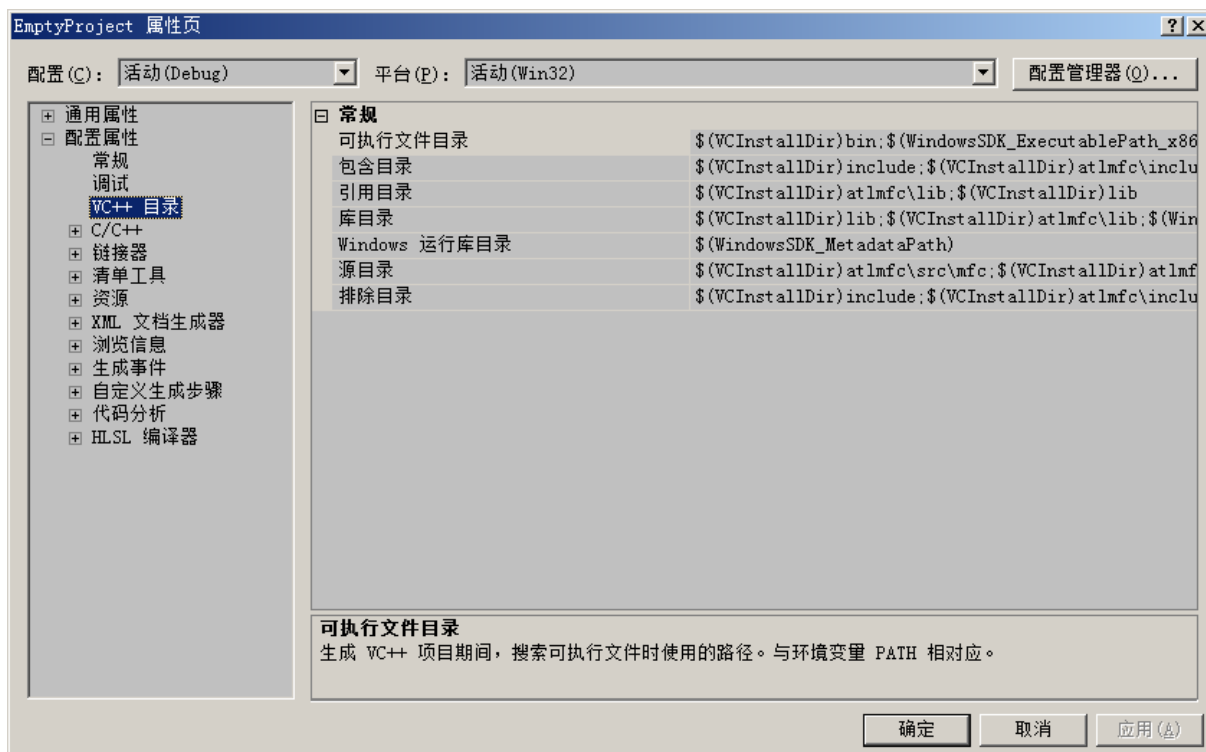 EmptyProject 属性页
配置(C): 活动(Debug) 平台(P): 活动(Win32) 配置管理器(O)...
通用属性
配置属性
常规
调试
VC++ 目录
C/C++
链接器
清单工具
资源
XML 文档生成器
浏览信息
生成事件
自定义生成步骤
代码分析
HLSL 编译器
常规
可执行文件目录 $(VCInstallDir)bin;$(WindowsSDK_ExecutablePath_x86
包含目录 $(VCInstallDir)include;$(VCInstallDir)atlmfc\inclu
引用目录 $(VCInstallDir)atlmfc\lib;$(VCInstallDir)lib
库目录 $(VCInstallDir)lib;$(VCInstallDir)atlmfc\lib;$(Win
Windows 运行库目录 $(WindowsSDK_MetadataPath)
源目录 $(VCInstallDir)atlmfc\src\mfc;$(VCInstallDir)atlmf
排除目录 $(VCInstallDir)include;$(VCInstallDir)atlmfc\inclu
可执行文件目录
生成 VC++ 项目期间，搜索可执行文件时使用的路径。与环境变量 PATH 相对应。
确定 取消 应用(A)